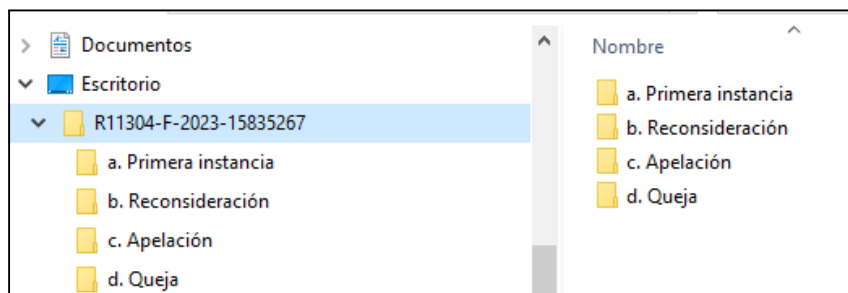 Documentos
Escritorio
R11304-F-2023-15835267
a. Primera instancia
b. Reconsideración
c. Apelación
d. Queja
Nombre
a. Primera instancia
b. Reconsideración
c. Apelación
d. Queja